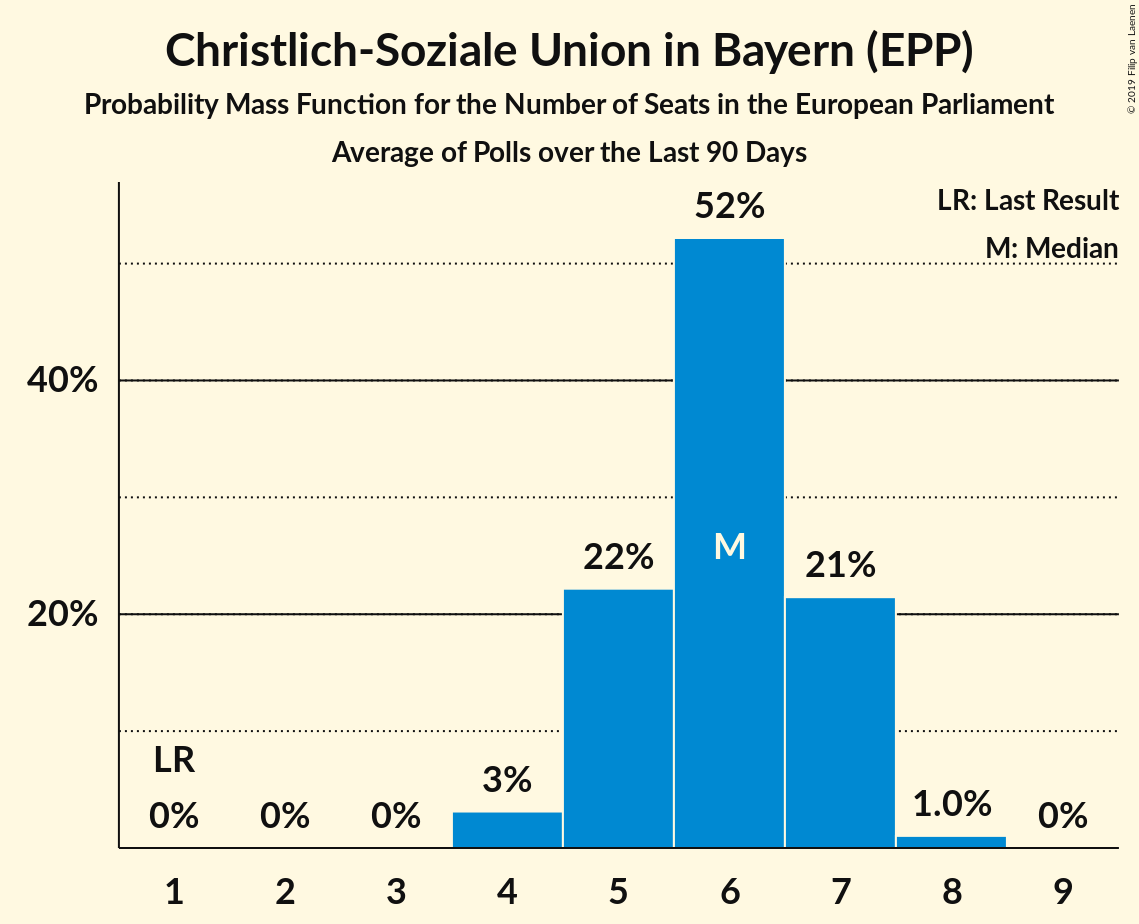 Christlich-Soziale Union in Bayern (EPP)
Probability Mass Function for the Number of Seats in the European Parliament
Average of Polls over the Last 90 Days
© 2019 Filip van Laenen
LR: Last Result
M: Median
52%
40%
M
22%
21%
20%
LR
3%
1.0%
0% 0% 0% 0%
1 2 3 4 5 6 7 8 9